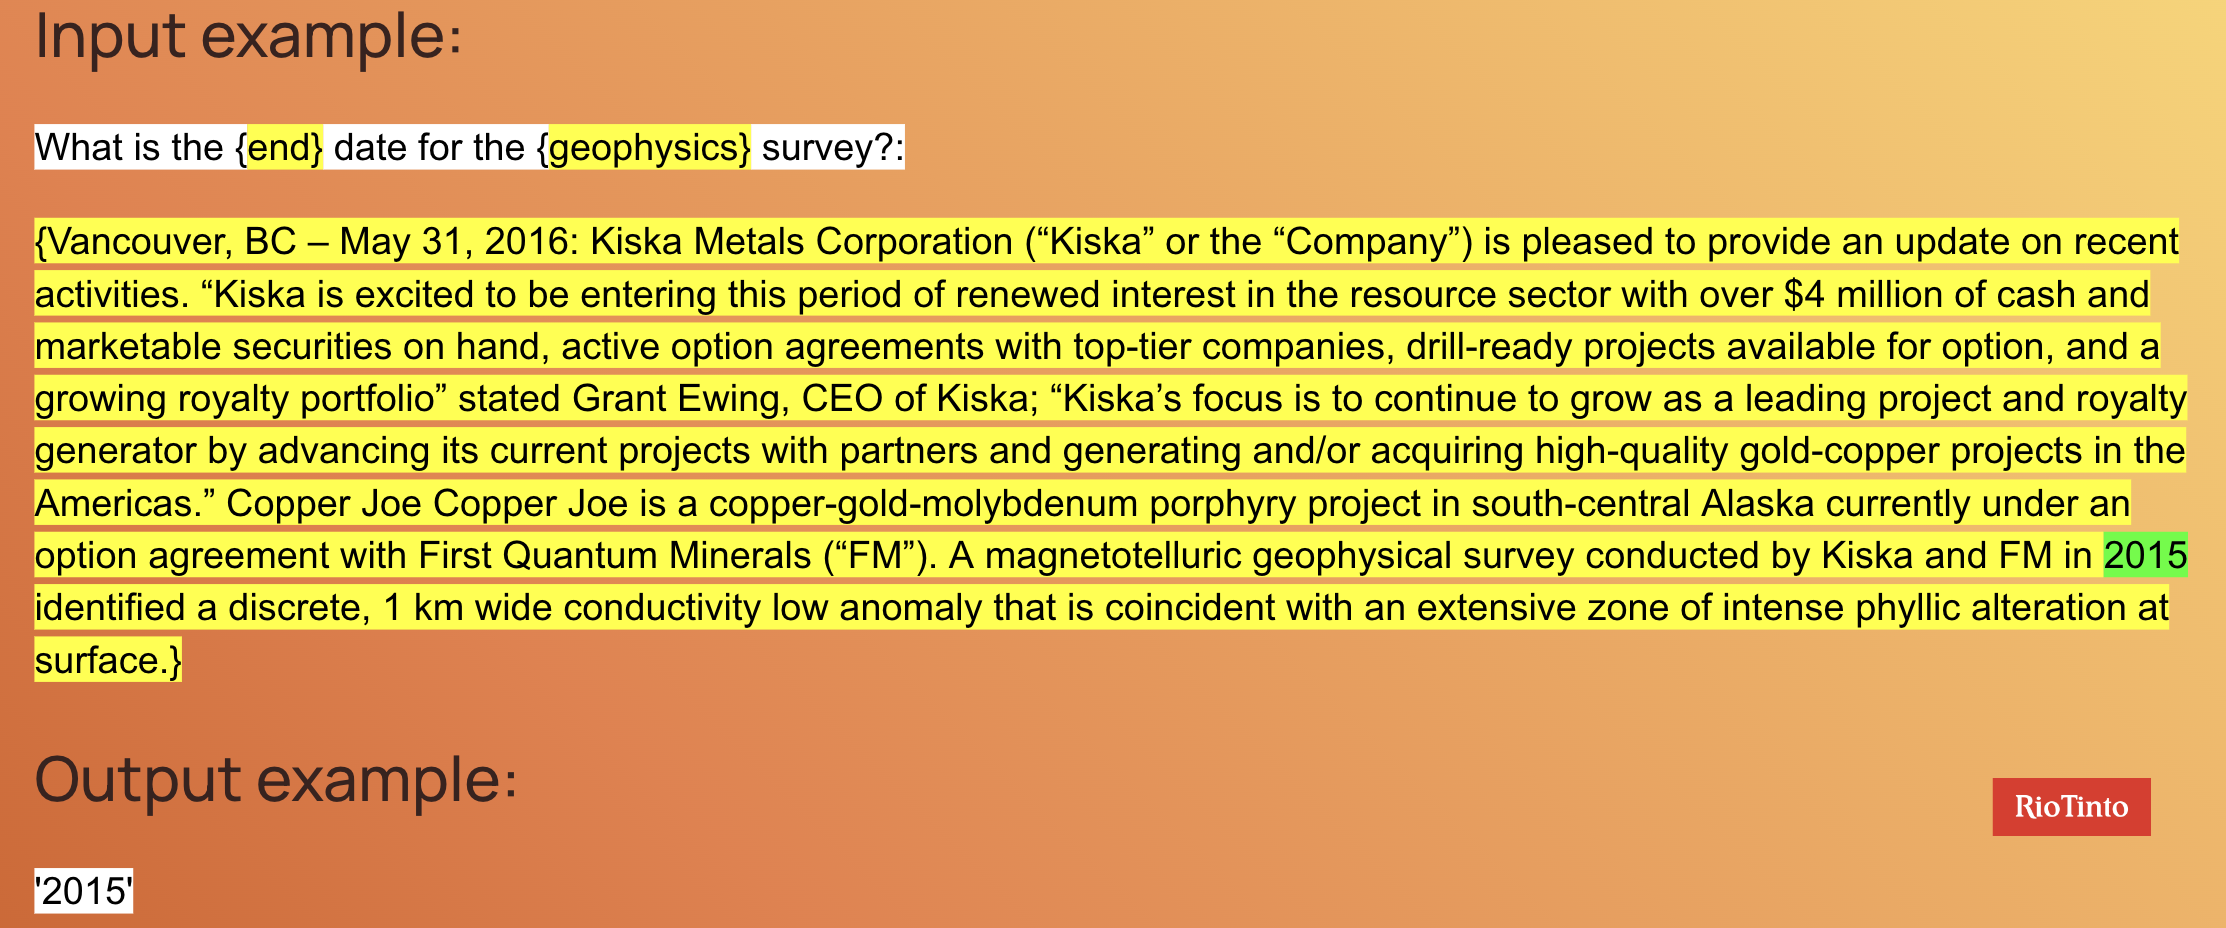 Input example:
What is the {end} date for the {geophysics} survey?:
{Vancouver, BC – May 31, 2016: Kiska Metals Corporation (“Kiska” or the “Company”) is pleased to provide an update on recent
activities. “Kiska is excited to be entering this period of renewed interest in the resource sector with over $4 million of cash and
marketable securities on hand, active option agreements with top-tier companies, drill-ready projects available for option, and a
growing royalty portfolio” stated Grant Ewing, CEO of Kiska; “Kiska’s focus is to continue to grow as a leading project and royalty
generator by advancing its current projects with partners and generating and/or acquiring high-quality gold-copper projects in the
Americas.” Copper Joe Copper Joe is a copper-gold-molybdenum porphyry project in south-central Alaska currently under an
option agreement with First Quantum Minerals (“FM”). A magnetotelluric geophysical survey conducted by Kiska and FM in 2015
identified a discrete, 1 km wide conductivity low anomaly that is coincident with an extensive zone of intense phyllic alteration at
surface.}
Output example:
RioTinto
'2015'